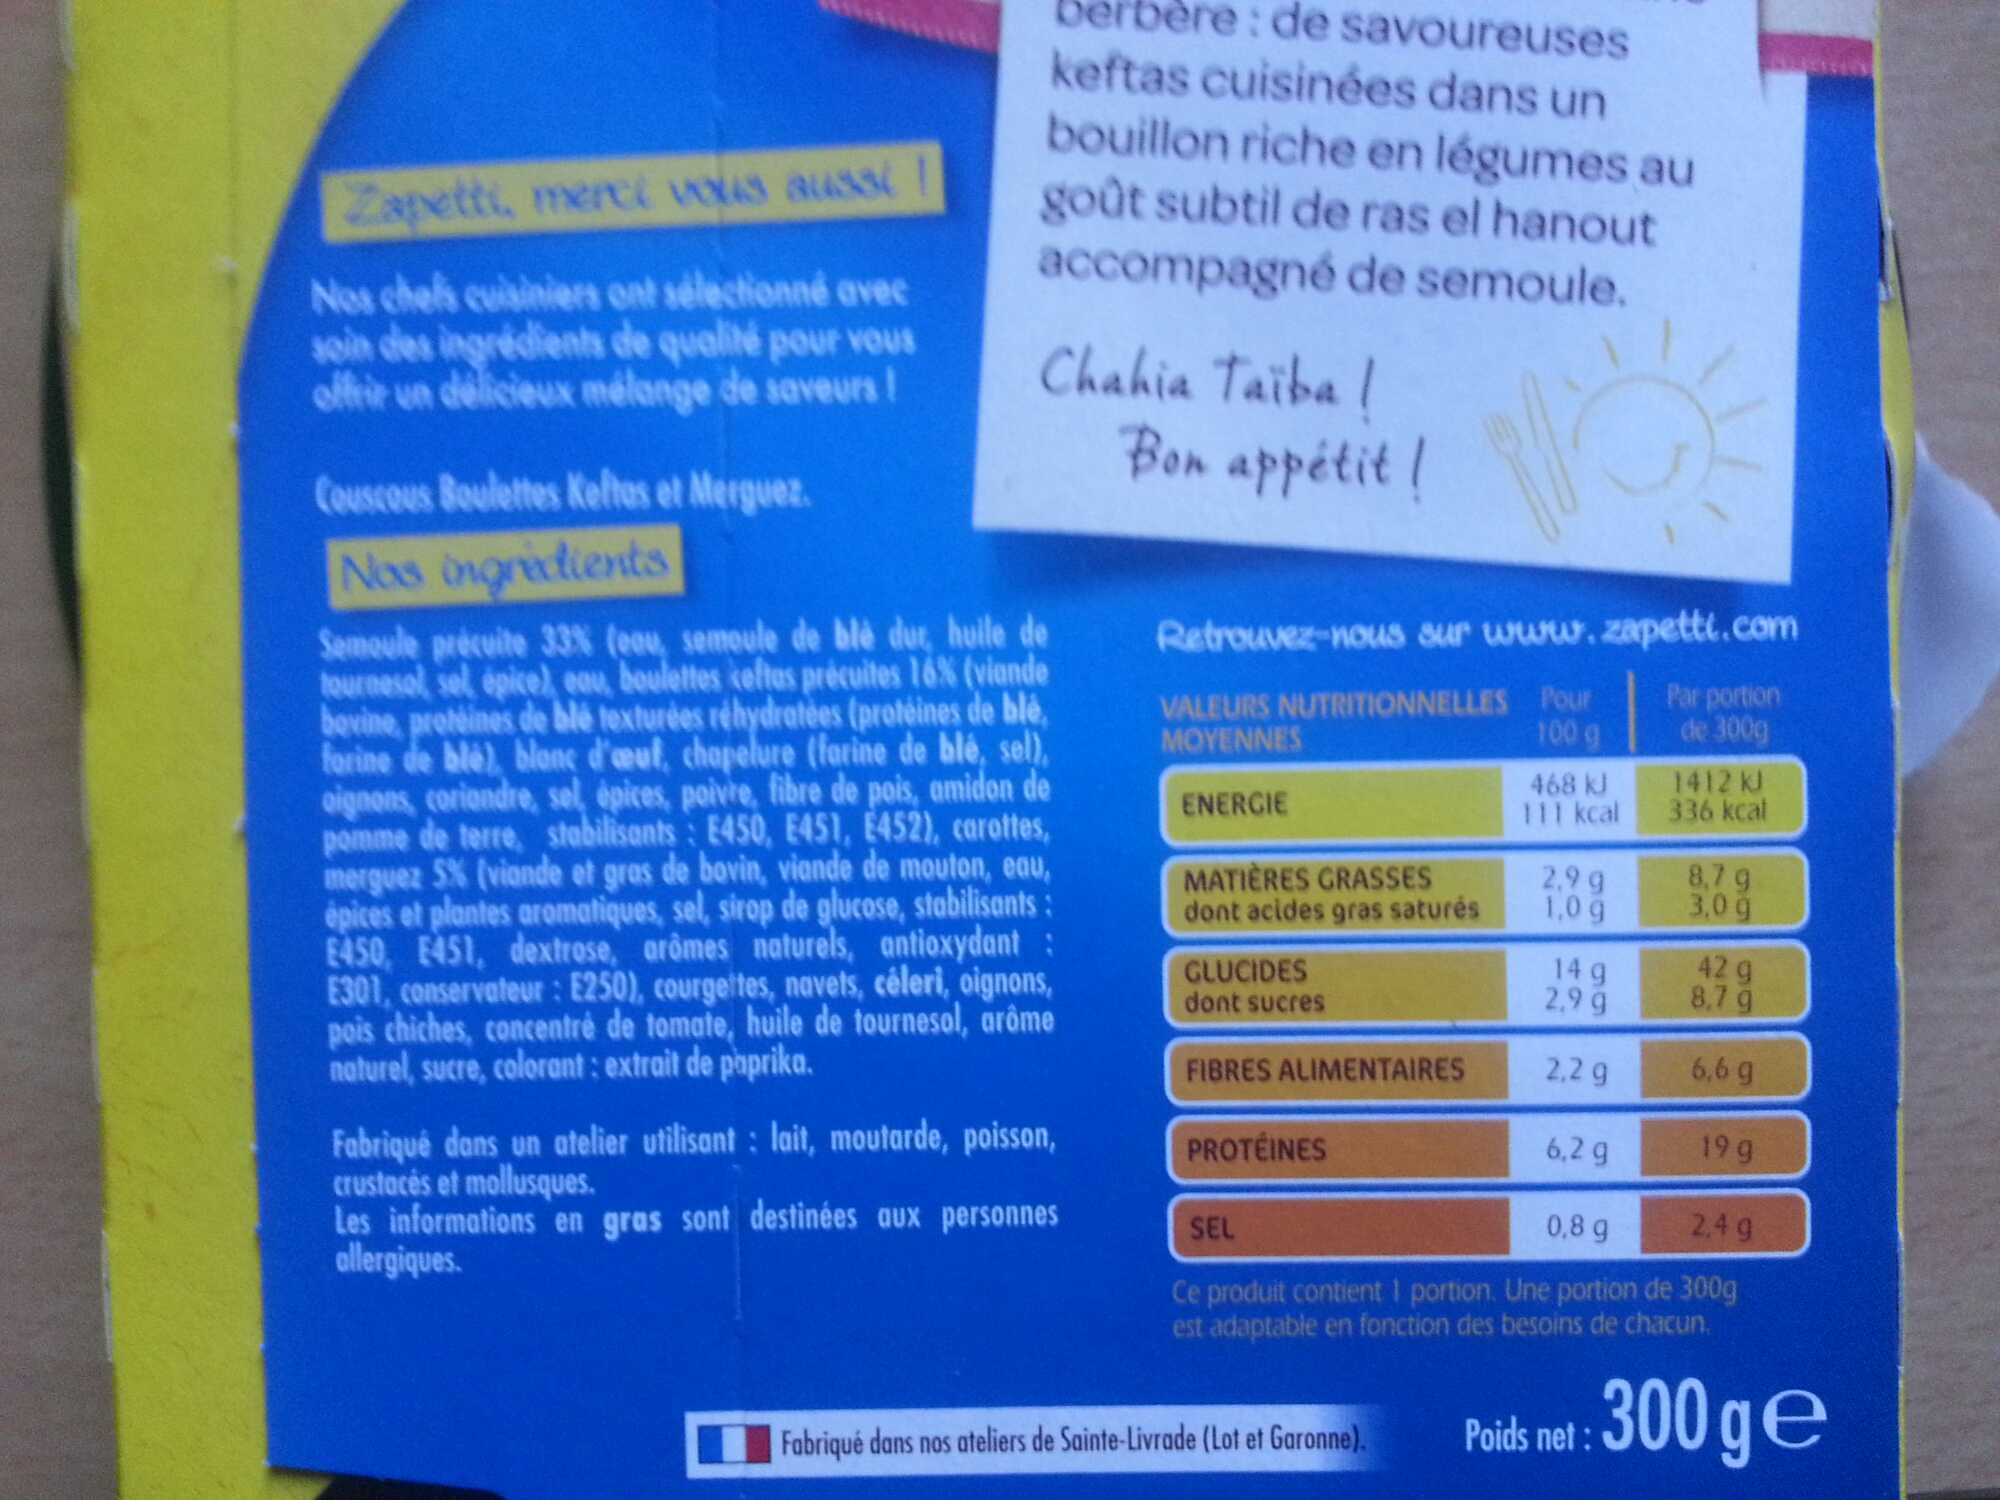 berbère : de savoureuses
keftas cuisinées dans un
bouillon riche en légumes au
goût subtil de ras el hanout
accompagné de semoule.
Chahia Taïba !
Bon appétit !
Zapetti, merci vous aussi !
Nos chefs cuisiniers ont sélectionné avec
soin des ingrédients de qualité pour vous
offrir un délicieux mélange de saveurs !
Couscous Boulettes Keftas et Merguez.
Nos ingrédients
Semoule précuite 33% (eau, semoule de blé dur, huile de
tournesol, sel, épice), eau, boulettes keftas précuites 16% (viande
bovine, protéines de blé texturées réhydratées (protéines de blé,
farine de blé), blanc d'œuf, chapelure (farine de blé, sel),
oignons, coriandre, sel, épices, poivre, fibre de pois, amidon de
pomme de terre, stabilisants : E450, E451, E452), carottes,
merguez 5% (viande et gras de bovin, viande de mouton, eau,
épices et plantes aromatiques, sel, sirop de glucose, stabilisants :
E450, E451, dextrose, arômes naturels, antioxydant :
E301, conservateur : E250), courgettes, navets, céleri, oignons,
pois chiches, concentré de tomate, huile de tournesol, arôme
naturel, sucre, colorant : extrait de paprika.
Fabriqué dans un atelier utilisant : lait, moutarde, poisson,
crustacés et mollusques.
Les informations en gras sont destinées aux personnes
allergiques.
Retrouvez-nous sur www.zapetti.com
VALEURS NUTRITIONNELLES MOYENNES Pour 100 g Par portion de 300g
ENERGIE 468 kJ 1412 kJ
111 kcal 336 kcal
MATIÈRES GRASSES 2,9 g 8,7 g
dont acides gras saturés 1,0 g 3,0 g
GLUCIDES 14 g 42 g
dont sucres 2,9 g 8,7 g
FIBRES ALIMENTAIRES 2,2 g 6,6 g
PROTÉINES 6,2 g 19 g
SEL 0,8 g 2,4 g
Ce produit contient 1 portion. Une portion de 300g
est adaptable en fonction des besoins de chacun.
Fabriqué dans nos ateliers de Sainte-Livrade (Lot et Garonne).
Poids net : 300 g e